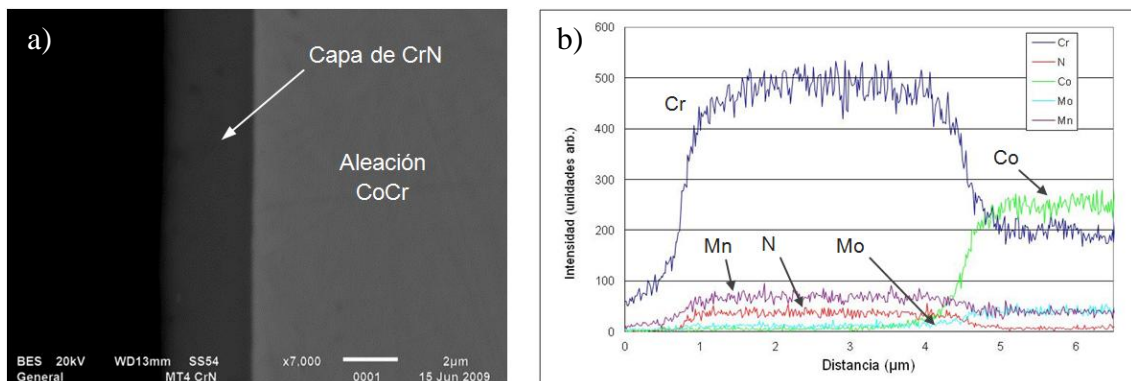 a)
Capa de CrN
Aleación
CoCr
BES 20kV WD13mm SS54 x7,000 2µm
General MT4 CrN 0001 15 Jun 2009
b)
600
500
400
300
200
100
0
Intensidad (unidades arb.)
Cr
Co
Mn
N
Mo
Cr
N
Co
Mo
Mn
0 1 2 3 4 5 6
Distancia (µm)